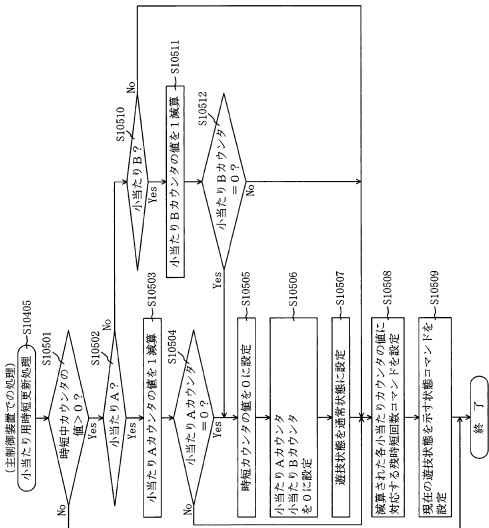 (主制御装置での処理)
小当たり用時短更新処理
S10405
時短中カウンタの
値>0？
S10501
No
Yes
小当たりA？
S10502
No
Yes
小当たりAカウンタの値を1減算
S10503
小当たりAカウンタ
=0？
S10504
No
Yes
時短カウンタの値を0に設定
S10505
小当たりAカウンタ
小当たりBカウンタ
を0に設定
S10506
遊技状態を通常状態に設定
S10507
減算された各小当たりカウンタの値に
対応する残時短回数コマンドを設定
S10508
現在の遊技状態を示す状態コマンドを
設定
S10509
終了
小当たりB？
S10510
No
Yes
小当たりBカウンタの値を1減算
S10511
小当たりBカウンタ
=0？
S10512
Yes
No